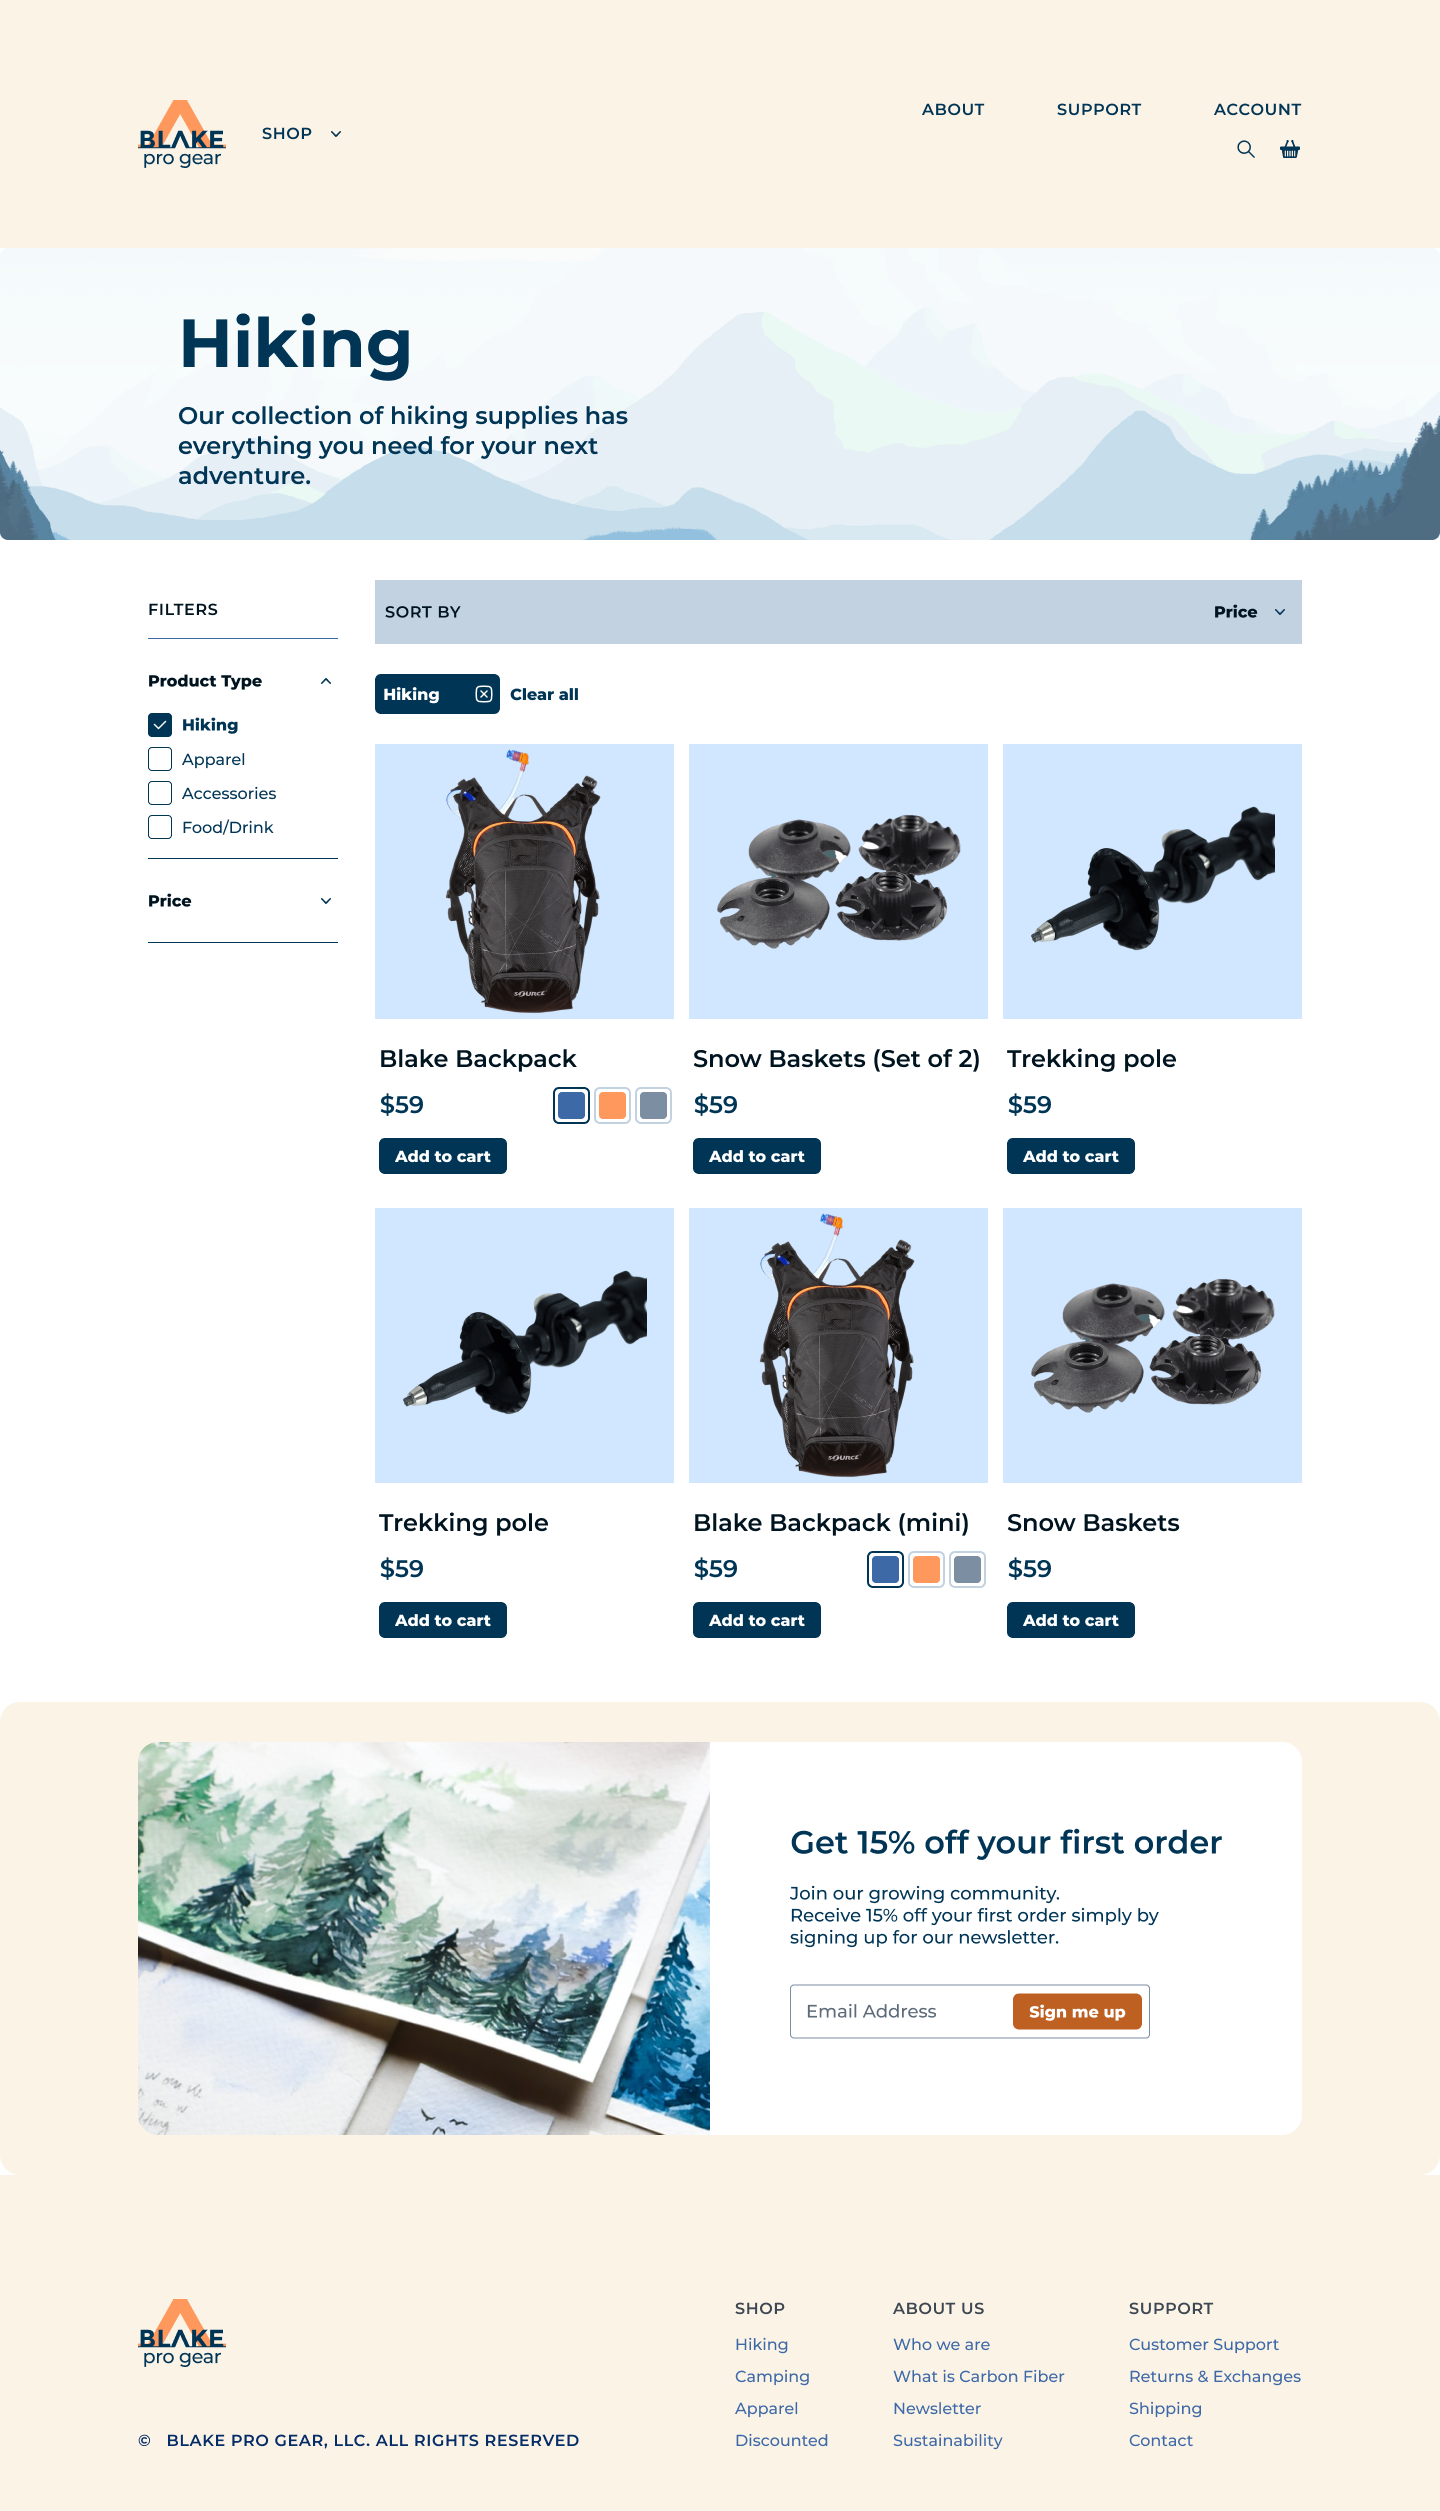 BLAKE
pro gear
SHOP
ABOUT
SUPPORT
ACCOUNT
Hiking
Our collection of hiking supplies has
everything you need for your next
adventure.
FILTERS
Product Type
Hiking
Apparel
Accessories
Food/Drink
Price
SORT BY
Price
Hiking
Clear all
SOURCE
Blake Backpack
$59
Add to cart
Snow Baskets (Set of 2)
$59
Add to cart
Trekking pole
$59
Add to cart
Trekking pole
$59
Add to cart
SOURCE
Blake Backpack (mini)
$59
Add to cart
Snow Baskets
$59
Add to cart
Get 15% off your first order
Join our growing community.
Receive 15% off your first order simply by
signing up for our newsletter.
Email Address
Sign me up
BLAKE
pro gear
© BLAKE PRO GEAR, LLC. ALL RIGHTS RESERVED
SHOP
Hiking
Camping
Apparel
Discounted
ABOUT US
Who we are
What is Carbon Fiber
Newsletter
Sustainability
SUPPORT
Customer Support
Returns & Exchanges
Shipping
Contact